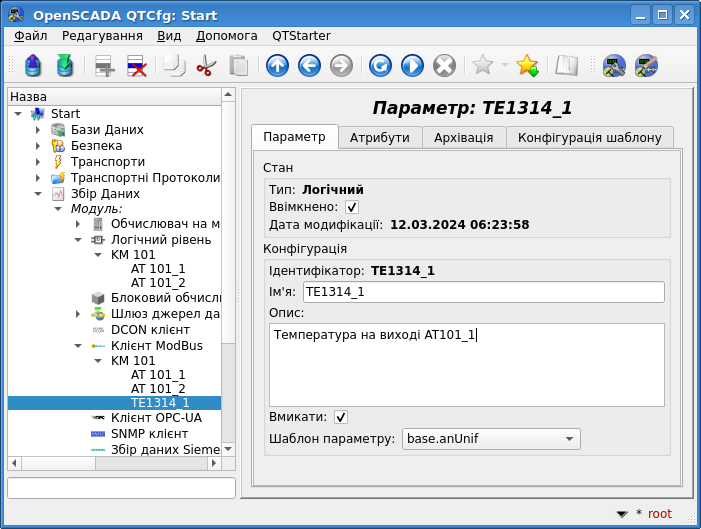 OpenSCADA QTCfg: Start
Файл Редагування Вид Допомога QTStarter
Назва
Start
Бази Даних
Безпека
Транспорти
Транспортні Протоколи
Збір Даних
Модуль:
Обчислювач на м
Логічний рівень
КМ 101
AT 101_1
AT 101_2
Блоковий обчисл
Шлюз джерел да
DCON клієнт
Клієнт ModBus
КМ 101
AT 101_1
AT 101_2
TE1314_1
Клієнт OPC-UA
SNMP клієнт
Збір даних Sieme
Параметр: TE1314_1
Параметр Атрибути Архівація Конфігурація шаблону
Стан
Тип: Логічний
Ввімкнено:
Дата модифікації: 12.03.2024 06:23:58
Конфігурація
Ідентифікатор: TE1314_1
Ім'я: TE1314_1
Опис:
Температура на виході AT101_1
Вмикати:
Шаблон параметру: base.anUnif
* root